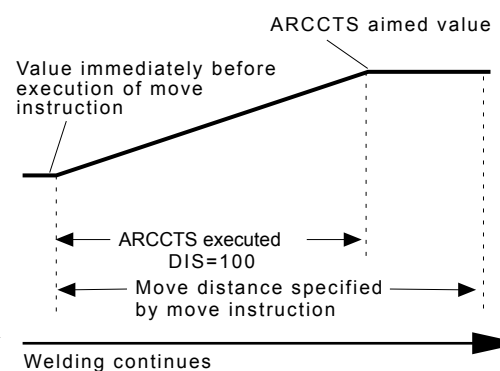 ARCCTS aimed value
Value immediately before
execution of move
instruction
ARCCTS executed
DIS=100
Move distance specified
by move instruction
Welding continues